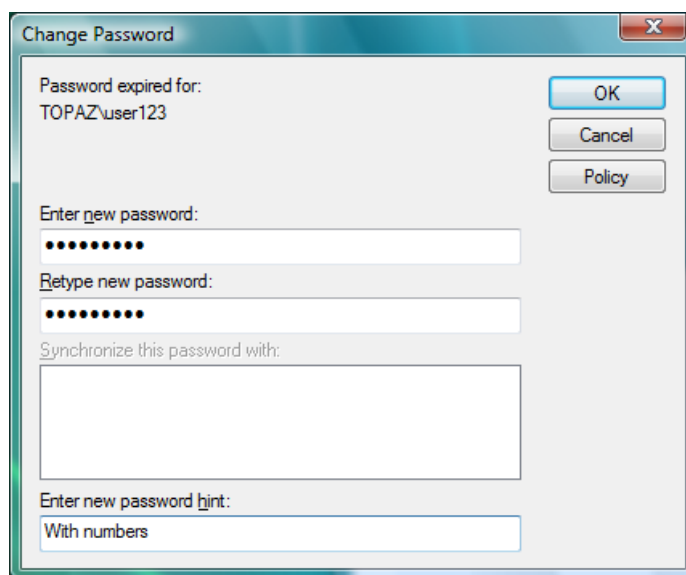 Change Password
Password expired for:
TOPAZ\user123
OK
Cancel
Policy
Enter new password:
•••••••••
Retype new password:
•••••••••
Synchronize this password with:
Enter new password hint:
With numbers